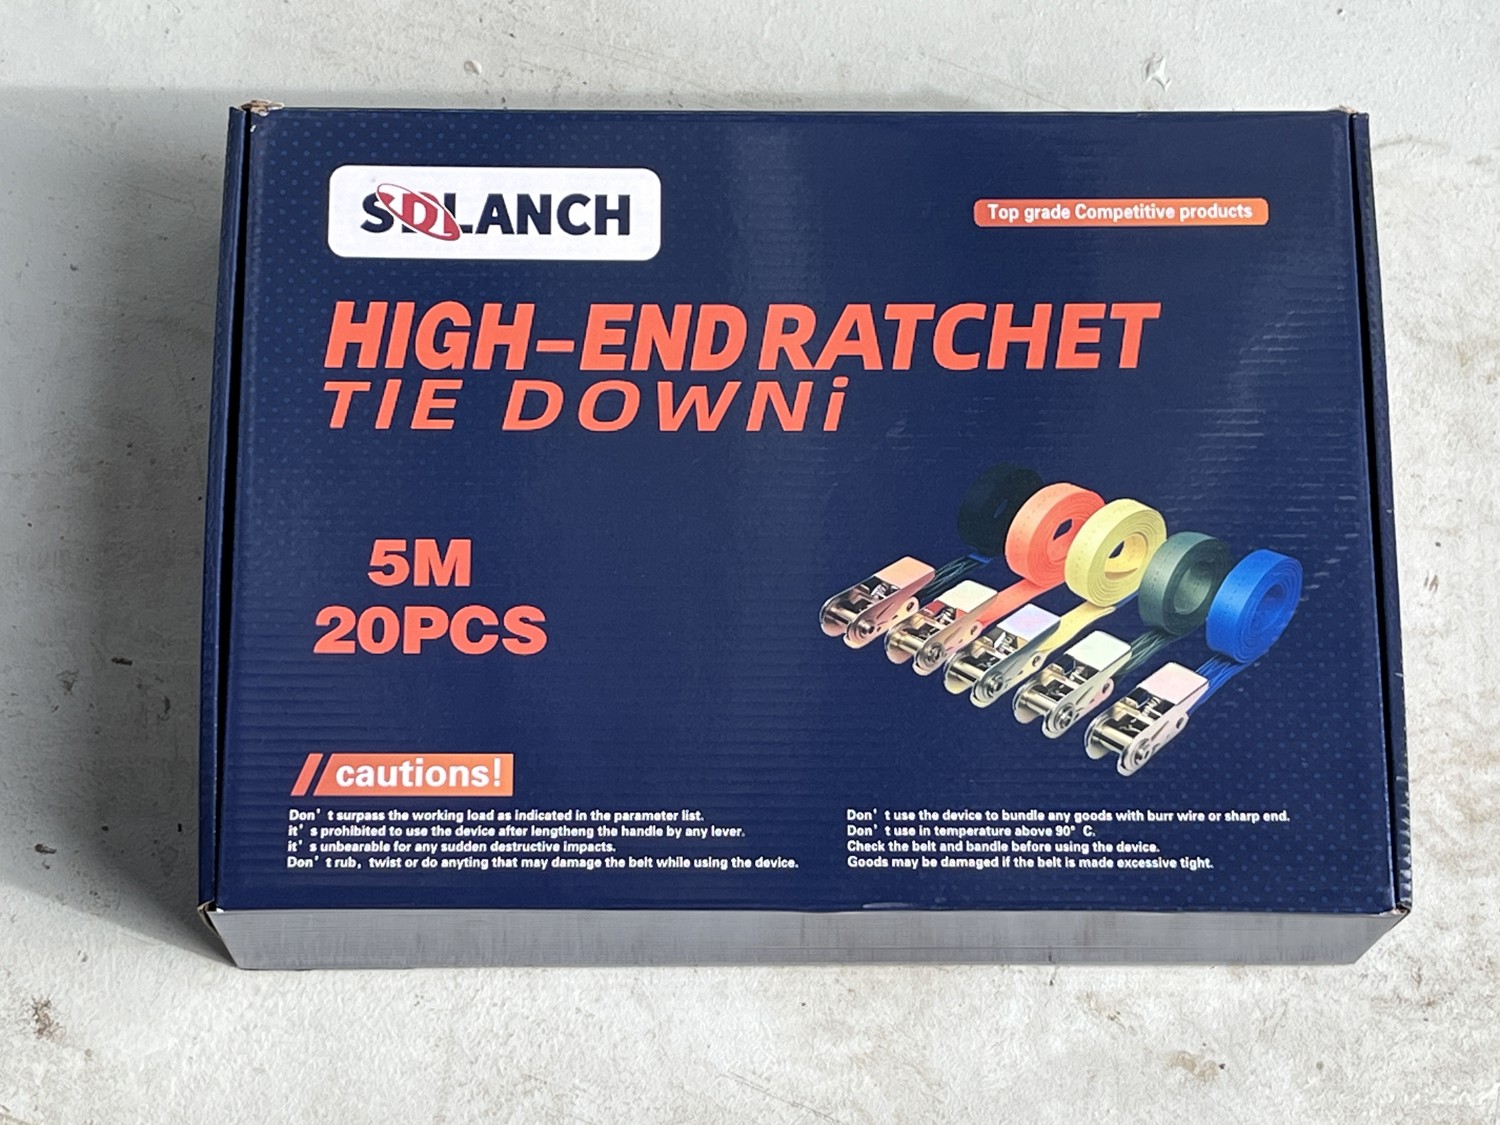 SDLANCH
Top grade Competitive products
HIGH-END RATCHET
TIE DOWNi
5M
20PCS
// cautions!
Don't surpass the working load as indicated in the parameter list.
it's prohibited to use the device after lengtheng the handle by any lever.
it's unbearable for any sudden destructive impacts.
Don't rub, twist or do anyting that may damage the belt while using the device.
Don't use the device to bundle any goods with burr wire or sharp end.
Don't use in temperature above 90° C.
Check the belt and bandle before using the device.
Goods may be damaged if the belt is made excessive tight.